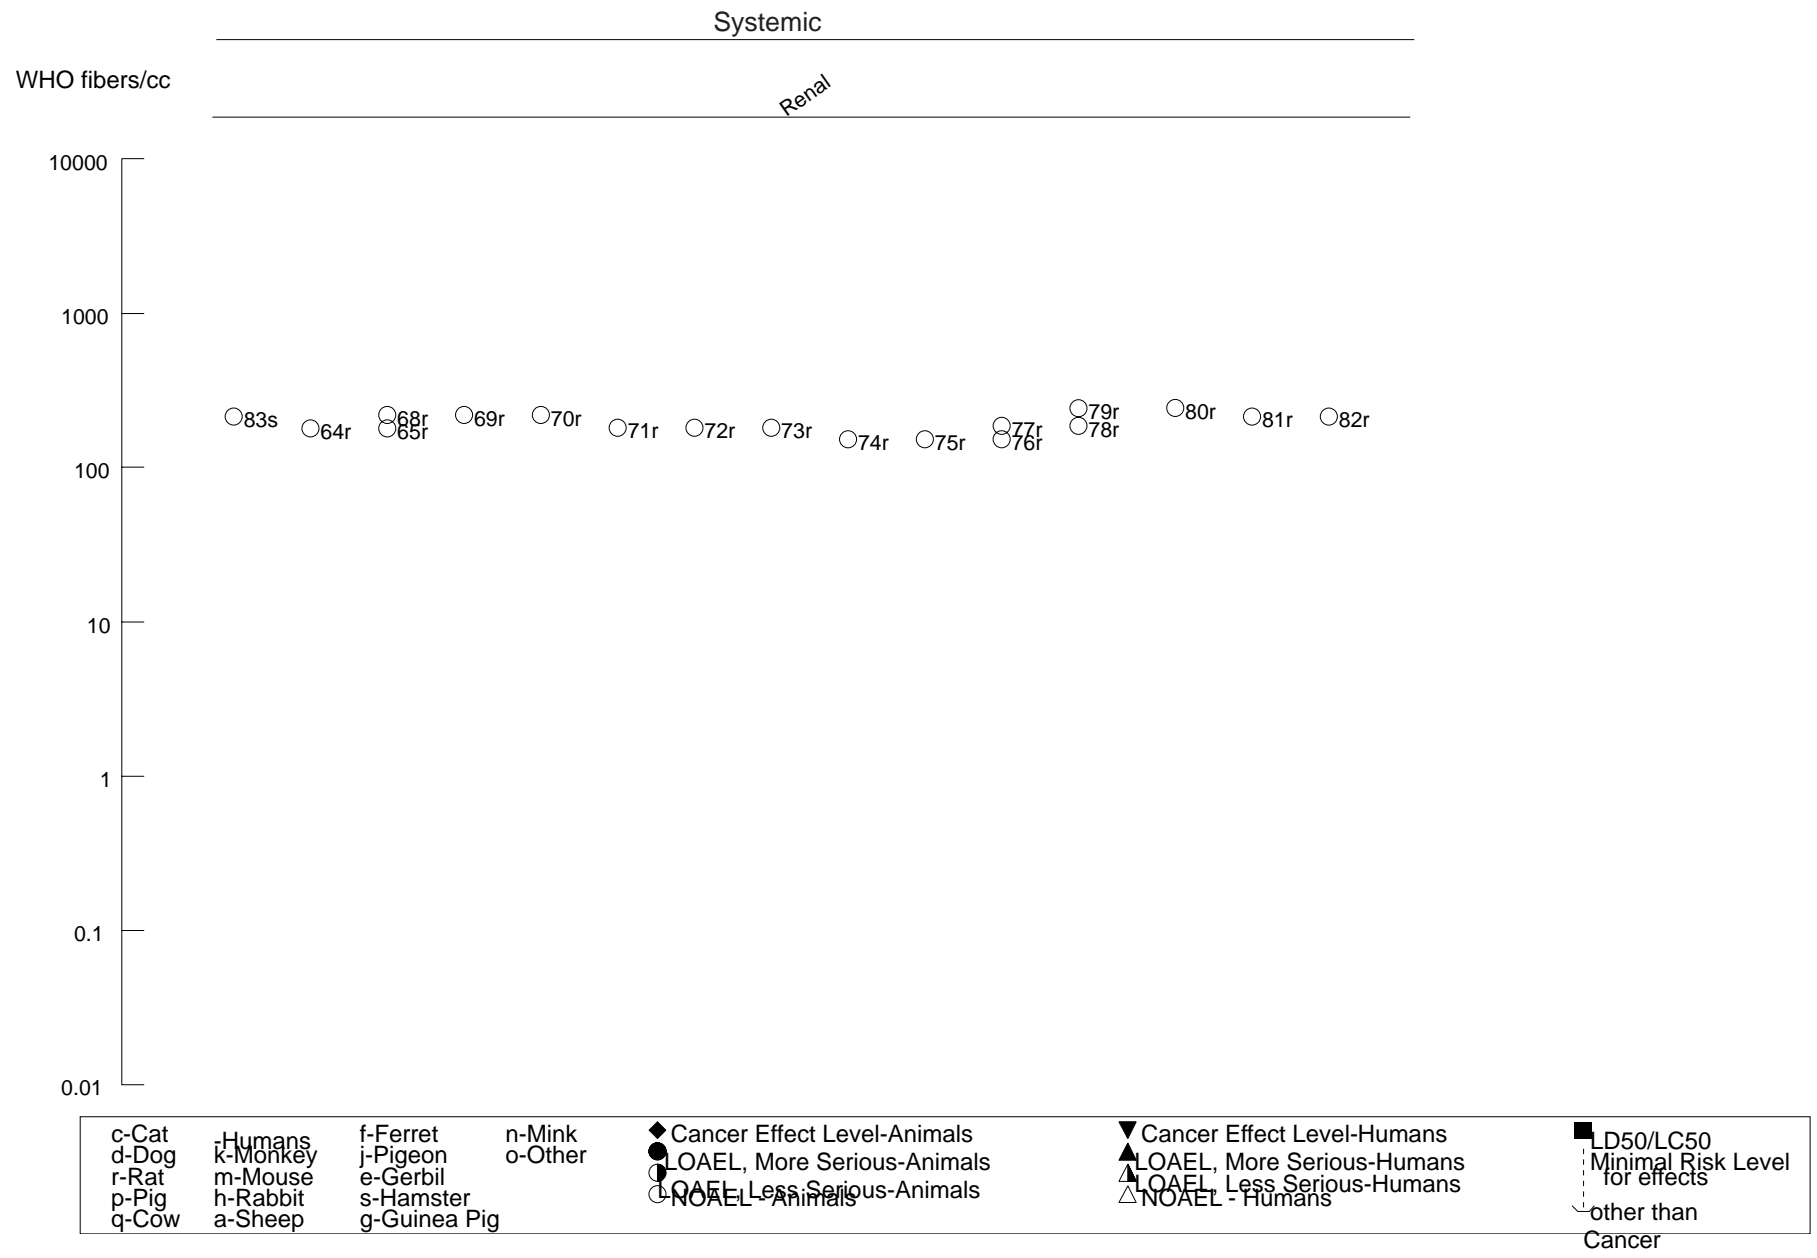 Systemic
WHO fibers/cc
Renal
10000
1000
100
10
1
0.1
0.01
83s
64r
68r
65r
69r
70r
71r
72r
73r
74r
75r
77r
76r
79r
78r
80r
81r
82r
c-Cat
d-Dog
r-Rat
p-Pig
q-Cow
-Humans
k-Monkey
m-Mouse
h-Rabbit
a-Sheep
f-Ferret
j-Pigeon
e-Gerbil
s-Hamster
g-Guinea Pig
n-Mink
o-Other
Cancer Effect Level-Animals
LOAEL, More Serious-Animals
LOAEL, Less Serious-Animals
NOAEL - Animals
Cancer Effect Level-Humans
LOAEL, More Serious-Humans
LOAEL, Less Serious-Humans
NOAEL - Humans
LD50/LC50
Minimal Risk Level
for effects
other than
Cancer